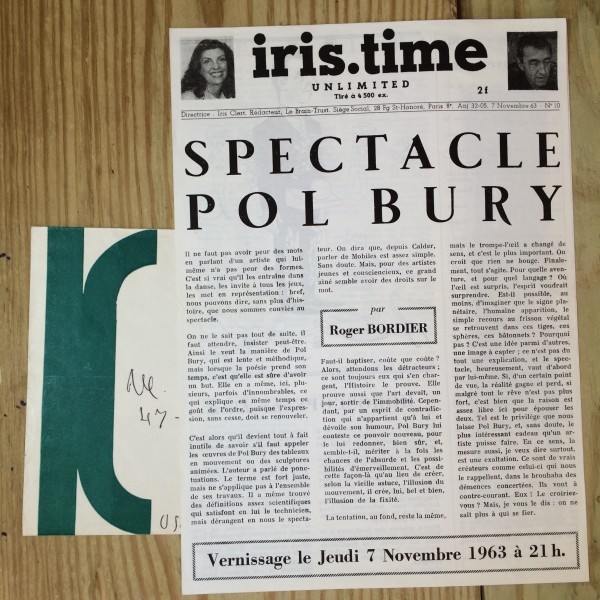 iris.time
UNLIMITED
Tiré à 4 500 ex.
2f
Directrice : Iris Clert. Rédacteur, Le Brain-Trust. Siège Social, 28 Fg St-Honoré, Paris 8e. Anj 32-05. 7 Novembre 63 - N° 10
SPECTACLE
POL BURY
Il ne faut pas avoir peur des mots
en parlant d'un artiste qui lui-
même n'a pas peur des formes.
C'est si vrai qu'il les entraîne dans
la danse, les invite à tous les jeux,
les met en représentation : bref,
nous pouvons dire, sans plus d'his-
toire, que nous sommes conviés au
spectacle.
On ne le sait pas tout de suite, il
faut attendre, insister peut-être.
Ainsi le veut la manière de Pol
Bury, qui est lente et méthodique,
mais lorsque la poésie prend son
temps, c'est qu'elle est sûre d'avoir
un but. Elle en a même, ici, plu-
sieurs, parfois d'innombrables, ce
qui explique en même temps ce
goût de l'ordre, puisque l'expres-
sion, sans cesse, doit se renouveler.
C'est alors qu'il devient tout à fait
inutile de savoir s'il faut appeler
les œuvres de Pol Bury des tableaux
en mouvement ou des sculptures
animées. L'auteur a parlé de ponc-
tuations. Le terme est fort juste,
mais ne s'applique pas à l'ensemble
de ses travaux. Il a même trouvé
des définitions assez scientifiques
qui satisfont en lui le technicien,
mais dérangent en nous le specta-
teur. On dira que, depuis Calder,
parler de Mobiles est assez simple.
Sans doute. Mais, pour des artistes
jeunes et consciencieux, ce grand
aîné semble avoir des droits sur le
mot.
par
Roger BORDIER
Faut-il baptiser, coûte que coûte ?
Alors, attendons les détracteurs ;
ce sont toujours eux qui s'en char-
gent, l'Histoire le prouve. Elle
prouve aussi que l'art devait, un
jour, sortir de l'immobilité. Cepen-
dant, par un esprit de contradic-
tion qui n'appartient qu'à lui et
dévoile son humour, Pol Bury lui
conteste ce pouvoir nouveau, pour
le lui redonner, bien sûr, et,
semble-t-il, mériter à la fois les
chances de l'absurde et les possi-
bilités d'émerveillement. C'est de
cette façon-là qu'au lieu de créer,
selon la vieille astuce, l'illusion du
mouvement, il crée, lui, bel et bien,
l'illusion de la fixité.
La tentation, au fond, reste la même,
mais le trompe-l'œil a changé de
sens, et c'est le plus important. On
croit que rien ne bouge. Finale-
ment, tout s'agite. Pour quelle aven-
ture, et pour quel langage ? Où
l'œil est surpris, l'esprit voudrait
surprendre. Est-il possible, au
moins, d'imaginer que le signe pla-
nétaire, l'humaine apparition, le
simple recours au frisson végétal
se retrouvent dans ces tiges, ces
sphères, ces bâtonnets ? Pourquoi
pas ? C'est une idée parmi d'autres,
une image à capter ; ce n'est pas du
tout une explication, et le spec-
tacle, heureusement, vaut d'abord
par lui-même. Si, d'un certain point
de vue, la réalité gagne et perd, si
malgré tout le rêve n'est pas plus
fort, c'est bien que la raison est
assez libre ici pour épouser les
deux. Tel est le privilège que nous
laisse Pol Bury, et, sans doute, le
plus intéressant cadeau qu'un ar-
tiste puisse faire. En ce sens, la
mesure aussi, je veux dire surtout,
est une exaltation. Ce sont de vrais
créateurs comme celui-ci qui nous
le rappellent, dans le brouhaha des
démences concertées. Ils vont à
contre-courant. Eux ! Le croiriez-
vous ? Mais, je vous le dis : on ne
sait plus à qui se fier.
Vernissage le Jeudi 7 Novembre 1963 à 21 h.
47-
US